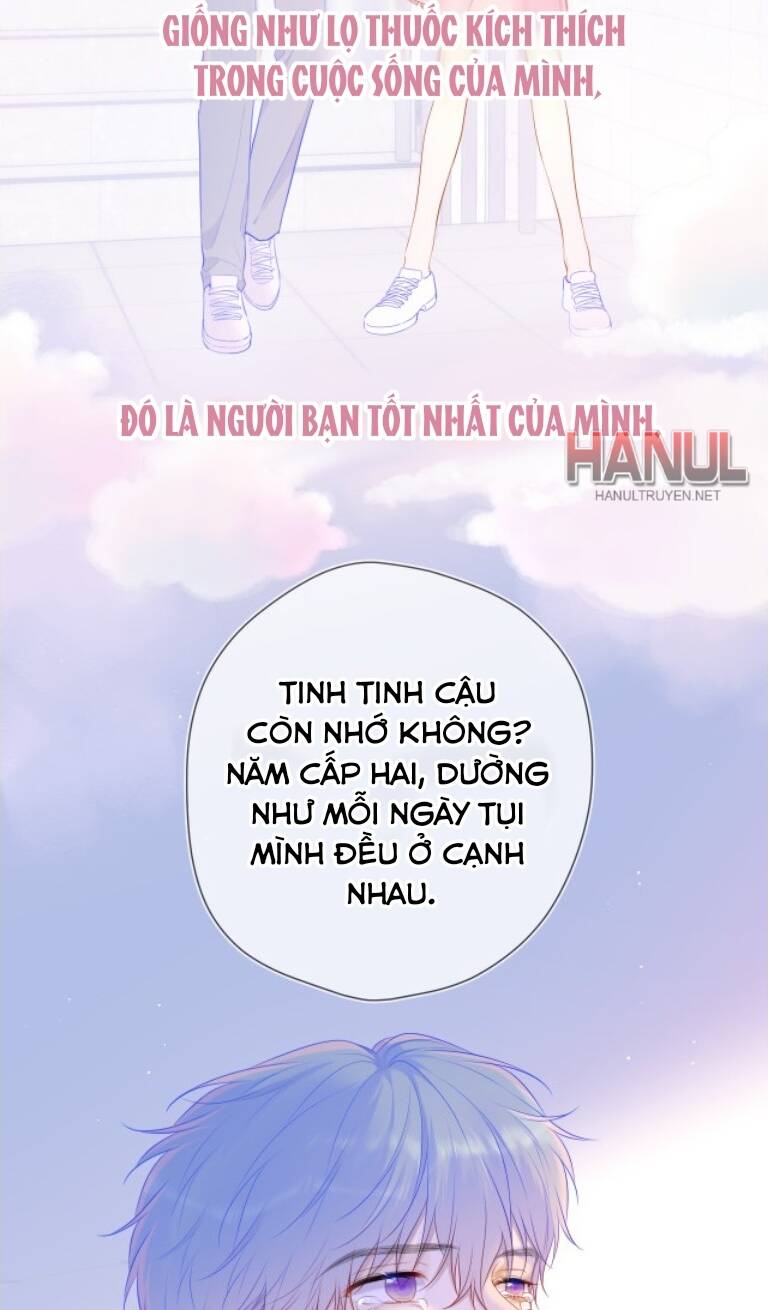 GIỐNG NHƯ LỌ THUỐC KÍCH THÍCH
TRONG CUỘC SỐNG CỦA MÌNH,
ĐÓ LÀ NGƯỜI BẠN TỐT NHẤT CỦA MÌNH.
HANUL
HANULTRUYEN.NET
TINH TINH CẬU
CÒN NHỚ KHÔNG?
NĂM CẤP HAI, DƯỜNG
NHƯ MỖI NGÀY TỤI
MÌNH ĐỀU Ở CẠNH
NHAU.